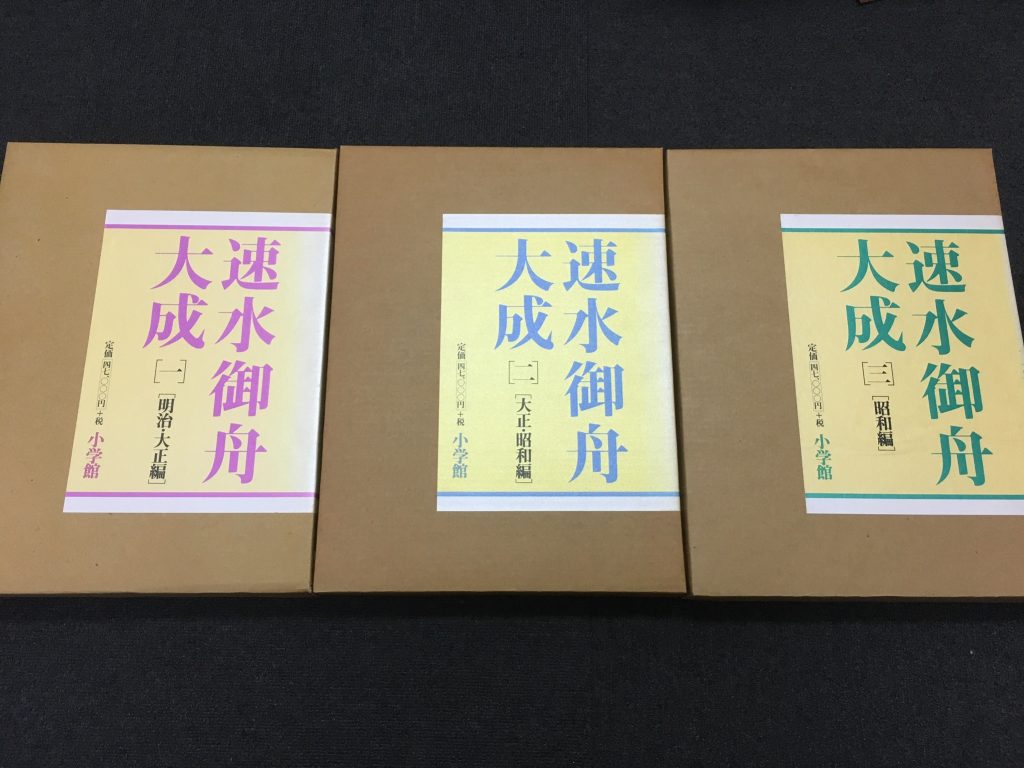 速水御舟
大成
[一]
[明治・大正編]
定価 四七、〇〇〇円＋税
小学館
速水御舟
大成
[二]
[大正・昭和編]
定価 四七、〇〇〇円＋税
小学館
速水御舟
大成
[三]
[昭和編]
定価 四七、〇〇〇円＋税
小学館